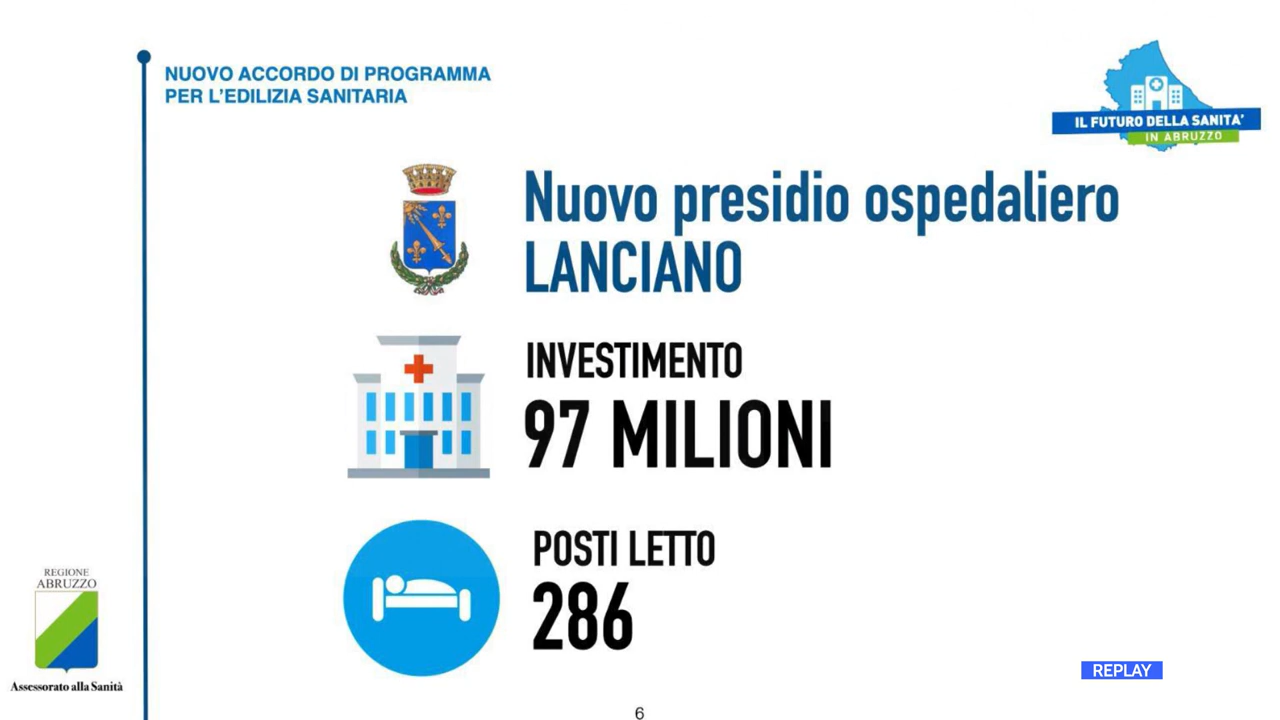 NUOVO ACCORDO DI PROGRAMMA
PER L'EDILIZIA SANITARIA
IL FUTURO DELLA SANITA'
IN ABRUZZO
Nuovo presidio ospedaliero
LANCIANO
INVESTIMENTO
97 MILIONI
POSTI LETTO
286
REGIONE
ABRUZZO
Assessorato alla Sanità
REPLAY
6